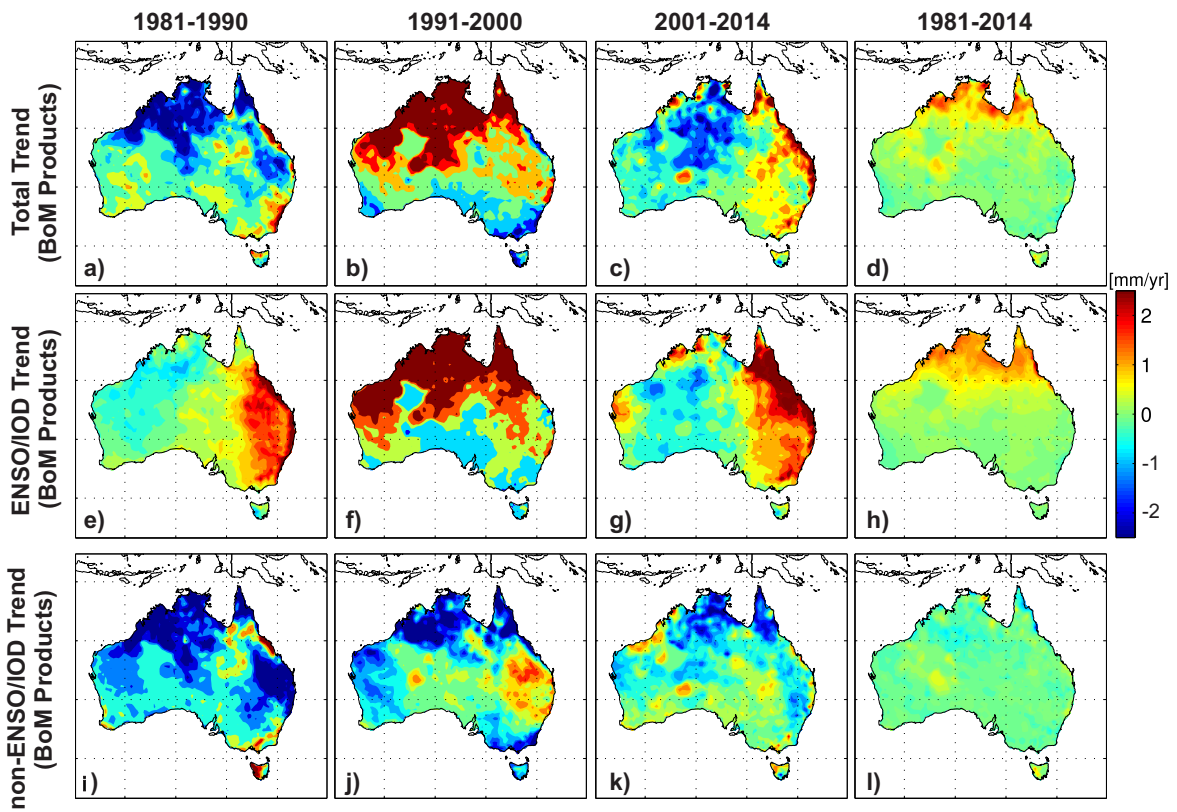 1981-1990 1991-2000 2001-2014 1981-2014
Total Trend
(BoM Products)
a) b) c) d)
[mm/yr]
2
1
0
-1
-2
ENSO/IOD Trend
(BoM Products)
e) f) g) h)
non-ENSO/IOD Trend
(BoM Products)
i) j) k) l)